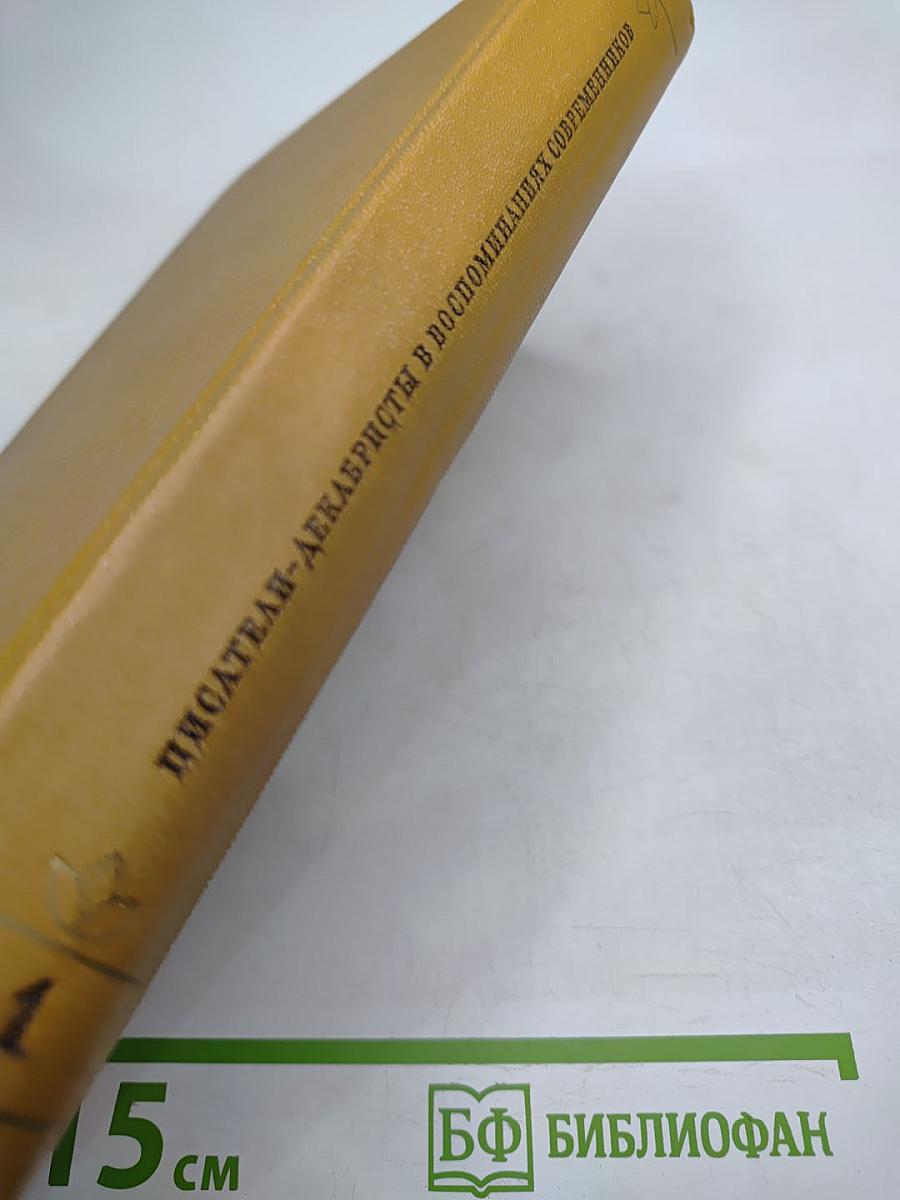 ПИСАТЕЛИ-ДЕКАБРИСТЫ В ВОСПОМИНАНИЯХ СОВРЕМЕННИКОВ
1
15 см
БФ БИБЛИОФАН